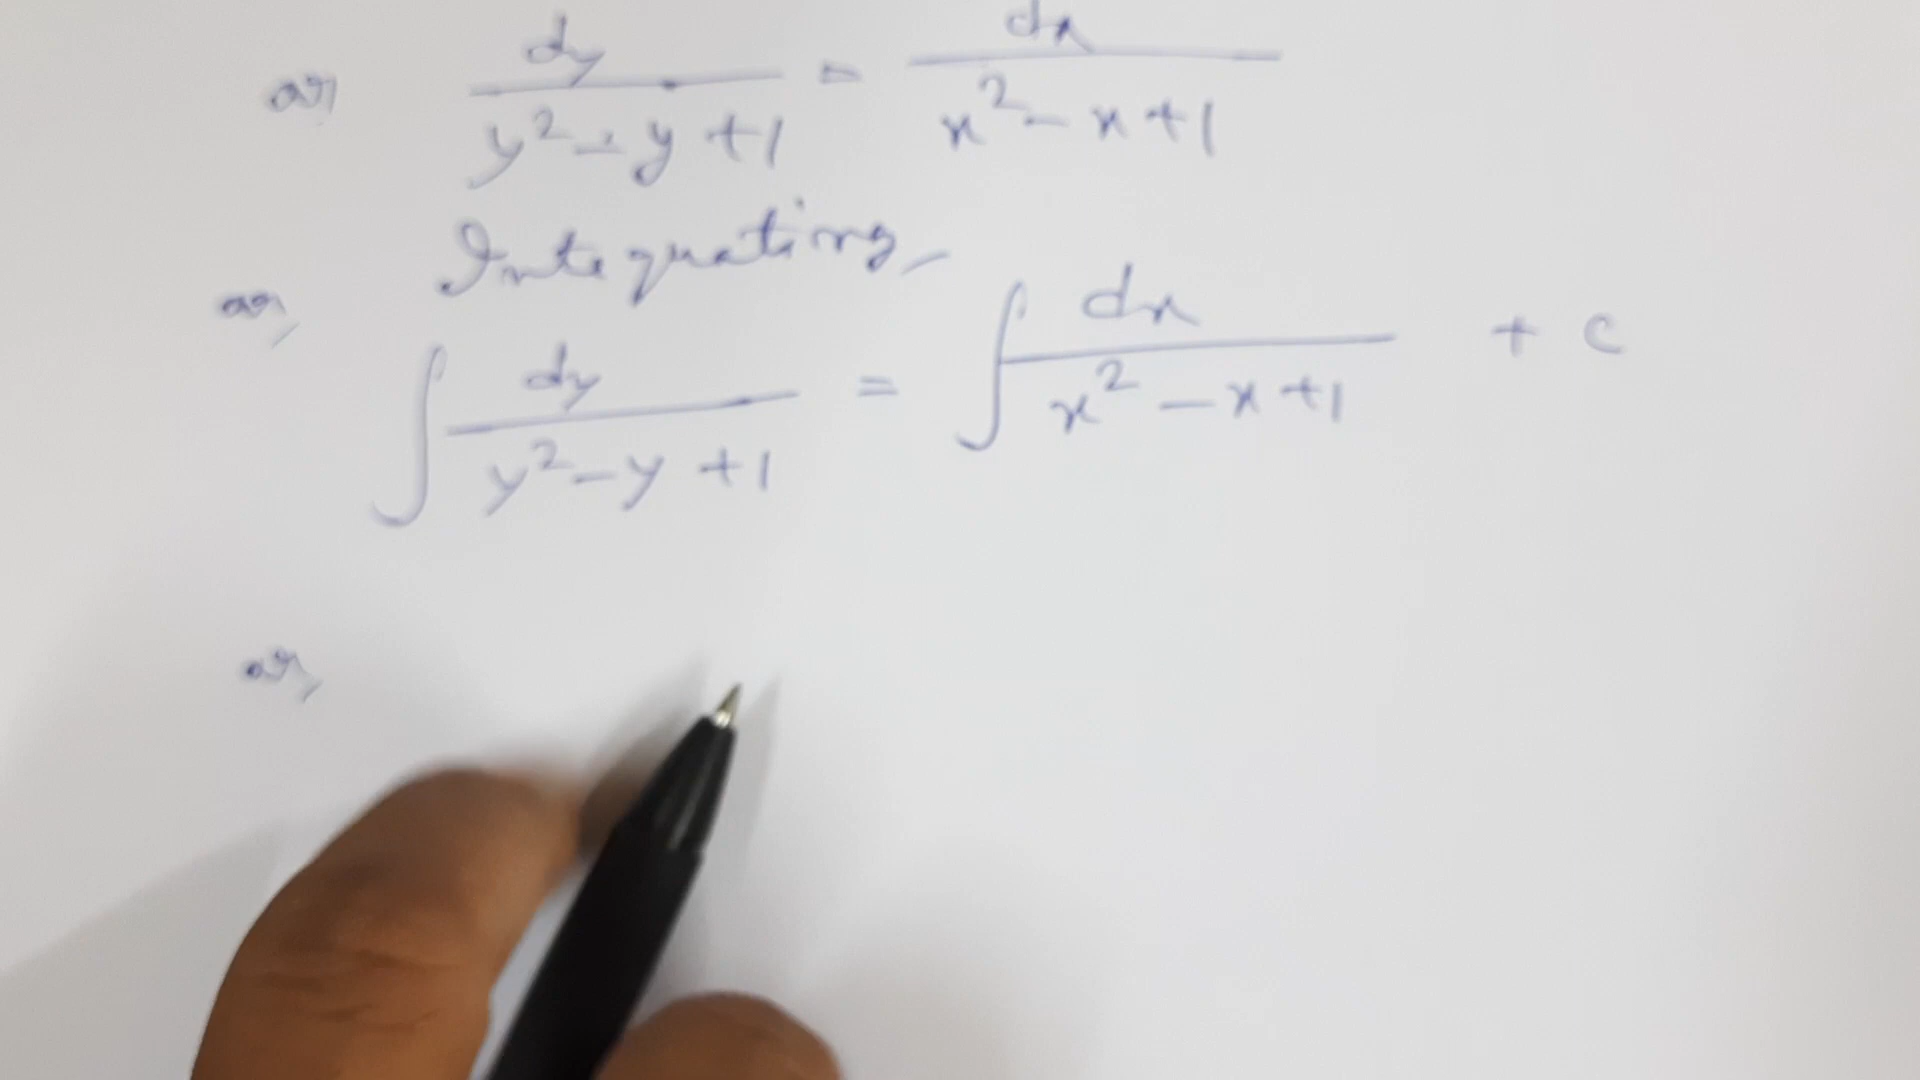 or, dy/(y² - y + 1) = dx/(x² - x + 1)
Integrating,
or, ∫ dy/(y² - y + 1) = ∫ dx/(x² - x + 1) + c
or,